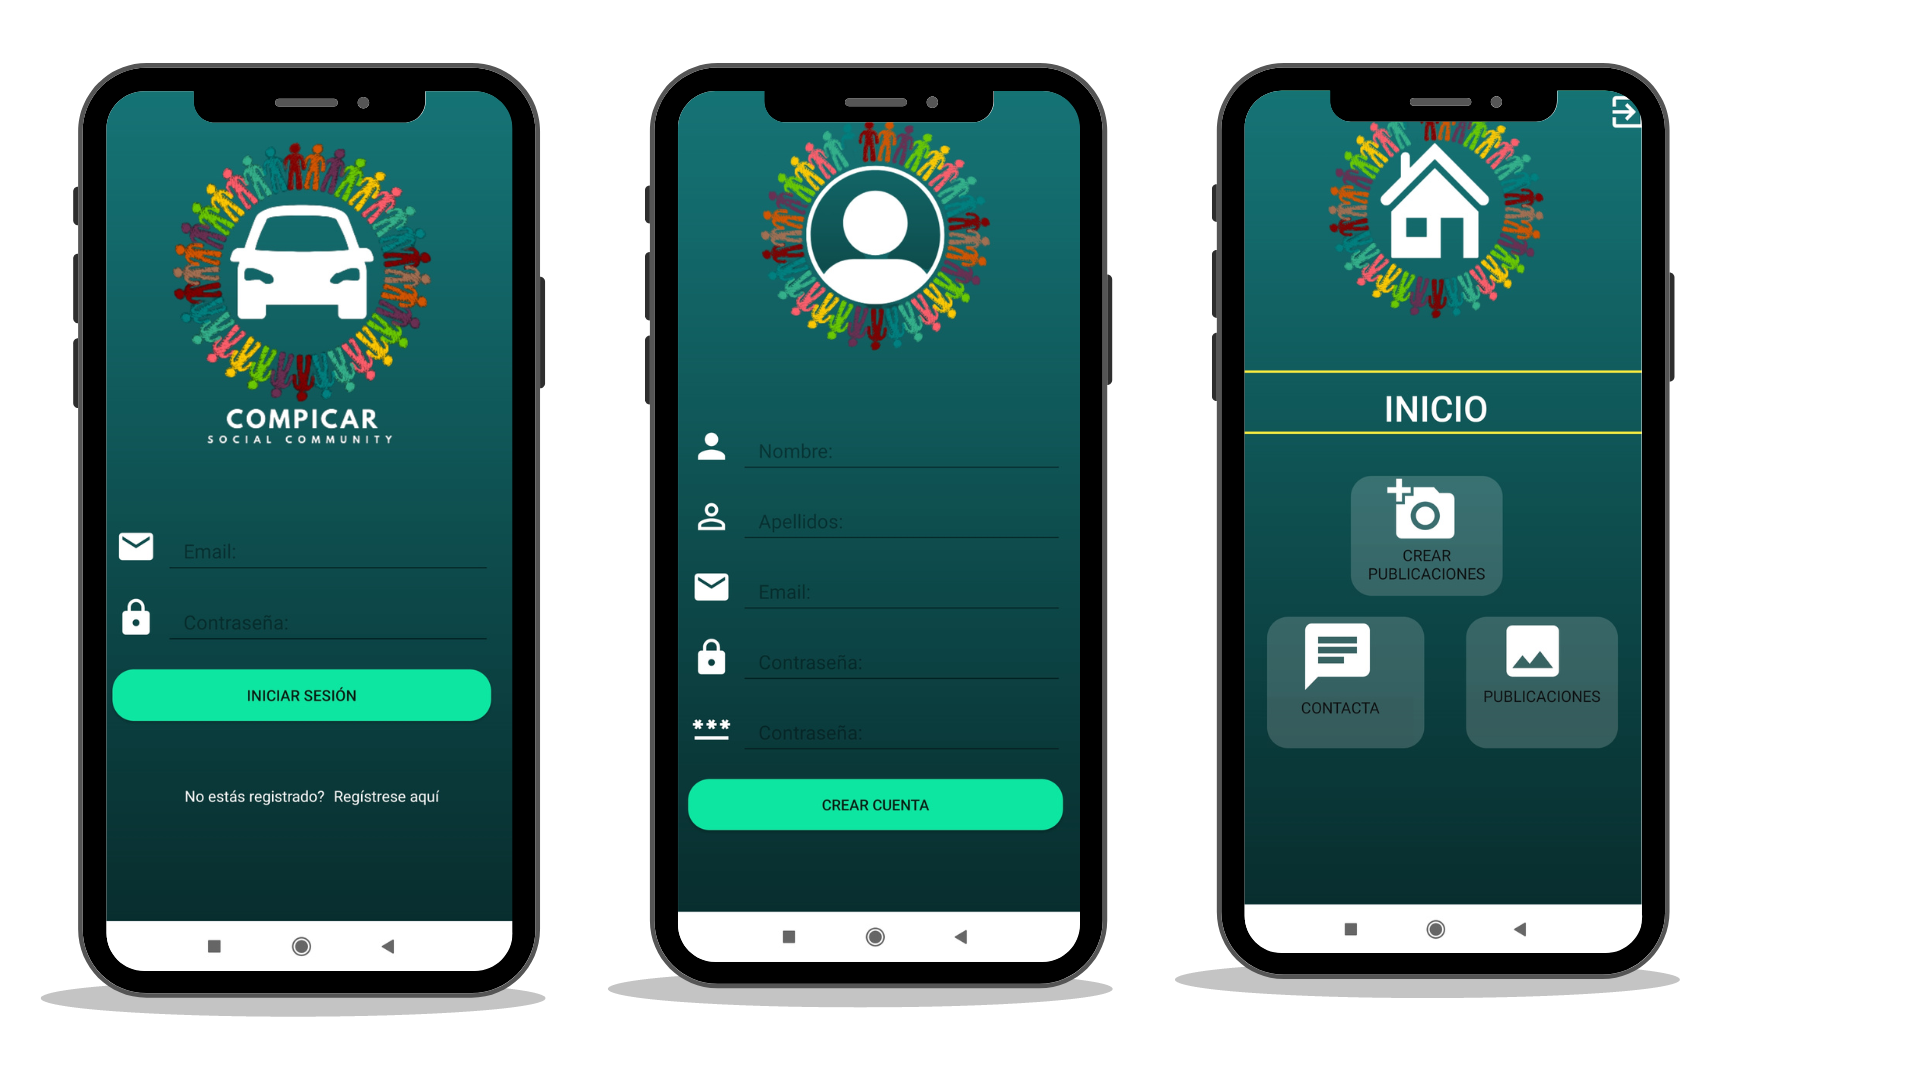 COMPICAR
SOCIAL COMMUNITY
Email:
Contraseña:
INICIAR SESIÓN
No estás registrado? Regístrese aquí
Nombre:
Apellidos:
Email:
Contraseña:
***
Contraseña:
CREAR CUENTA
INICIO
CREAR
PUBLICACIONES
CONTACTA
PUBLICACIONES